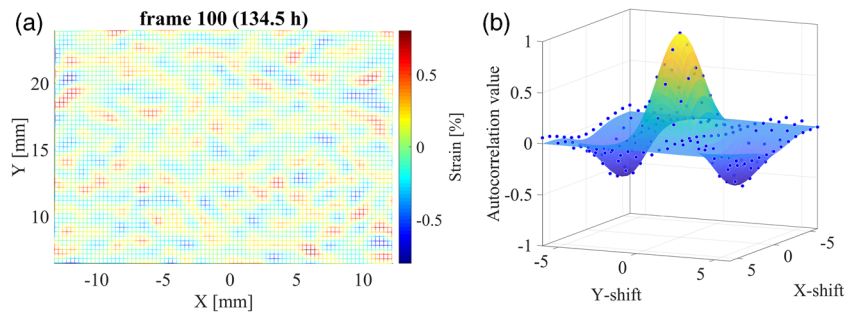 (a)
frame 100 (134.5 h)
Y [mm]
20
15
10
-10
-5
0
5
10
X [mm]
0.5
0
-0.5
Strain [%]
(b)
Autocorrelation value
1
0.5
0
-0.5
-1
-5
0
5
Y-shift
5
0
-5
X-shift